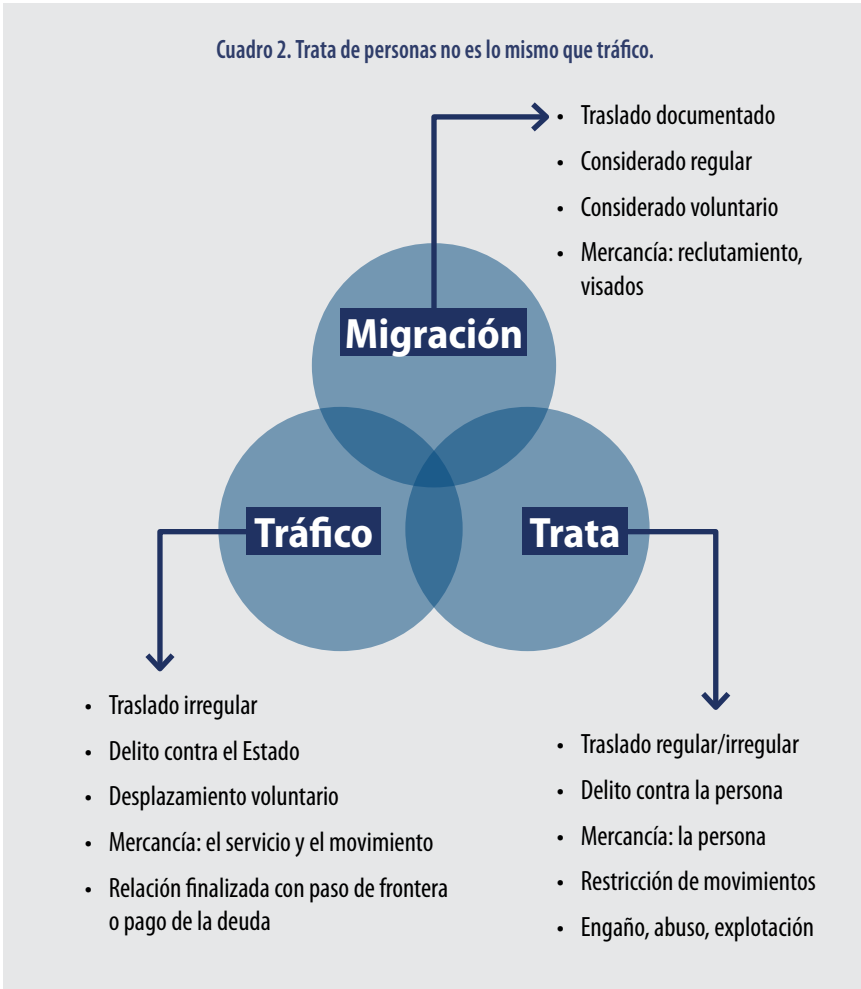 Cuadro 2. Trata de personas no es lo mismo que tráfico.
• Traslado documentado
• Considerado regular
• Considerado voluntario
• Mercancía: reclutamiento,
visados
Migración
Tráfico
Trata
• Traslado irregular
• Delito contra el Estado
• Desplazamiento voluntario
• Mercancía: el servicio y el movimiento
• Relación finalizada con paso de frontera
o pago de la deuda
• Traslado regular/irregular
• Delito contra la persona
• Mercancía: la persona
• Restricción de movimientos
• Engaño, abuso, explotación